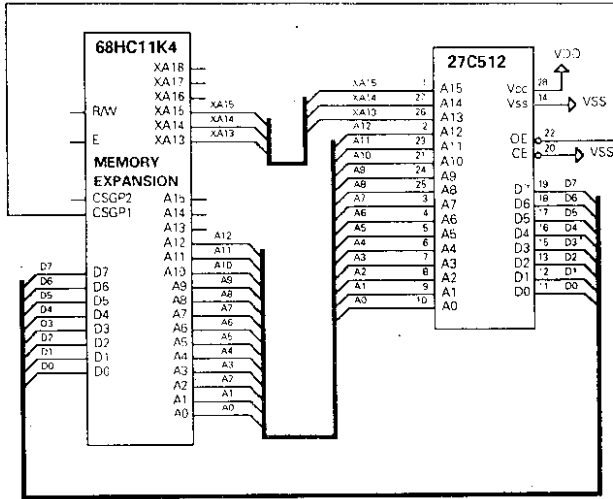 68HC11K4
XA18
XA17
XA16
R/W XA15 XA15
XA14 XA14
E XA13 XA13
MEMORY
EXPANSION
CSGP2 A15
CSGP1 A14
A13
A12 A12
A11 A11
D7 D7 A10 A10
D6 D6 A9 A9
D5 D5 A8 A8
D4 D4 A7 A7
D3 D3 A6 A6
D2 D2 A5 A5
D1 D1 A4 A4
D0 D0 A3 A3
A2 A2
A1 A1
A0 A0
27C512
VDD
XA15 1 A15 Vcc 28
XA14 27 A14 Vss 14 VSS
XA13 26 A13
A12 2 A12 OE 22
A11 23 A11 CE 20 VSS
A10 21 A10
A9 24 A9
A8 25 A8 D7 19 D7
A7 3 A7 D6 18 D6
A6 4 A6 D5 17 D5
A5 5 A5 D4 16 D4
A4 6 A4 D3 15 D3
A3 7 A3 D2 13 D2
A2 8 A2 D1 12 D1
A1 9 A1 D0 11 D0
A0 10 A0